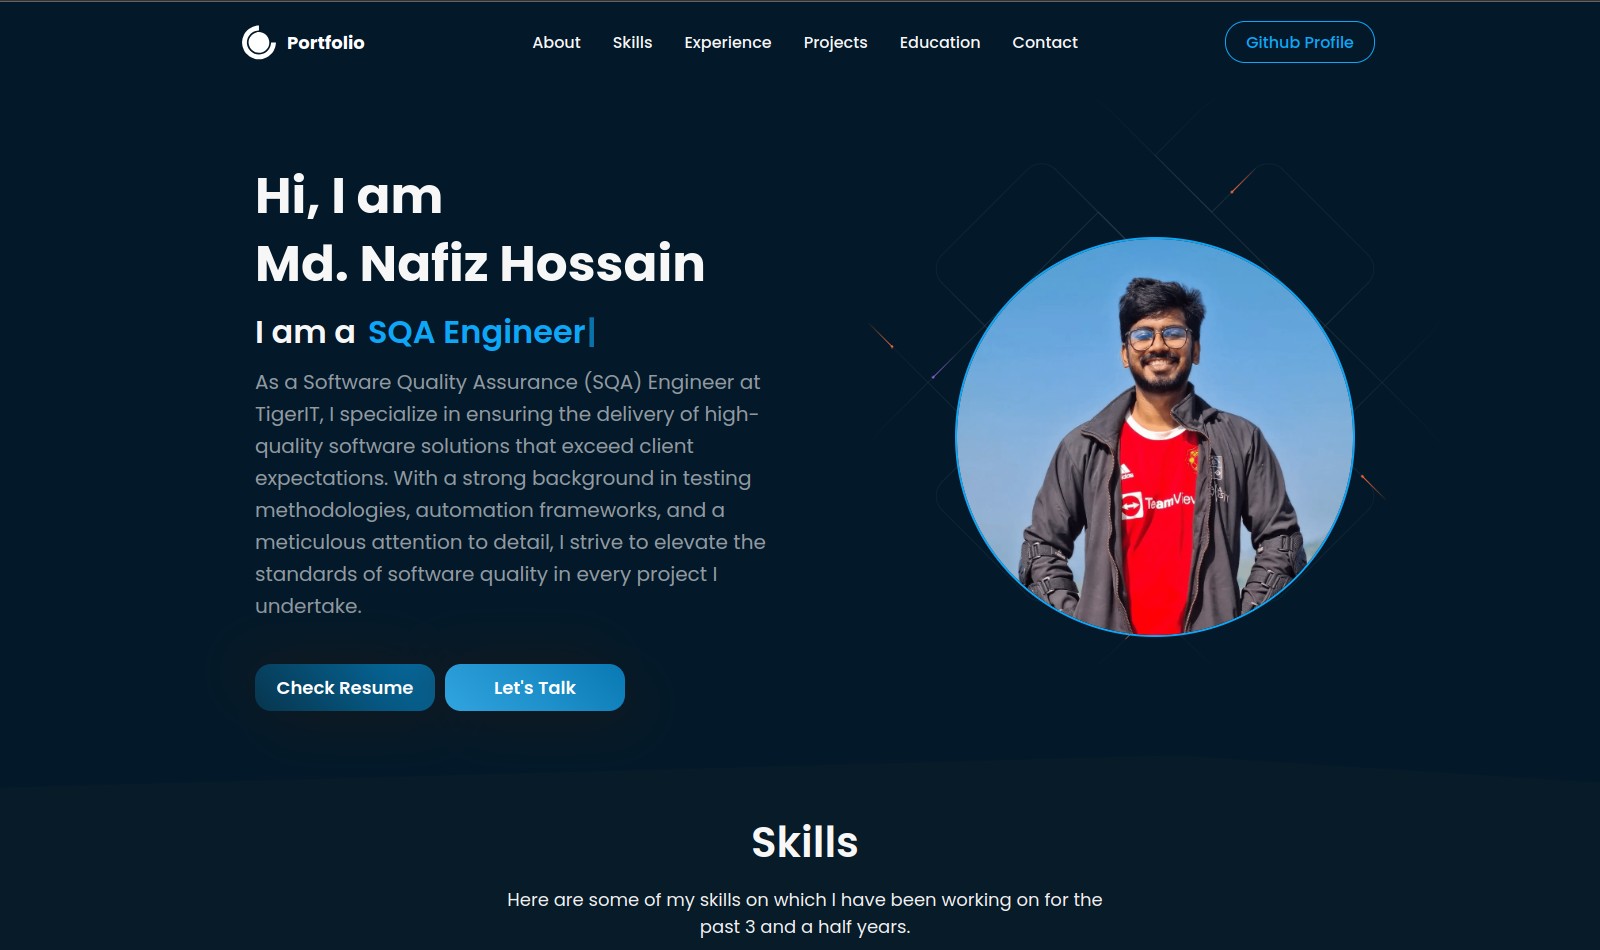 Portfolio
About
Skills
Experience
Projects
Education
Contact
Github Profile
Hi, I am
Md. Nafiz Hossain
I am a SQA Engineer|
As a Software Quality Assurance (SQA) Engineer at
TigerIT, I specialize in ensuring the delivery of high-
quality software solutions that exceed client
expectations. With a strong background in testing
methodologies, automation frameworks, and a
meticulous attention to detail, I strive to elevate the
standards of software quality in every project I
undertake.
TeamView
Check Resume
Let's Talk
Skills
Here are some of my skills on which I have been working on for the
past 3 and a half years.